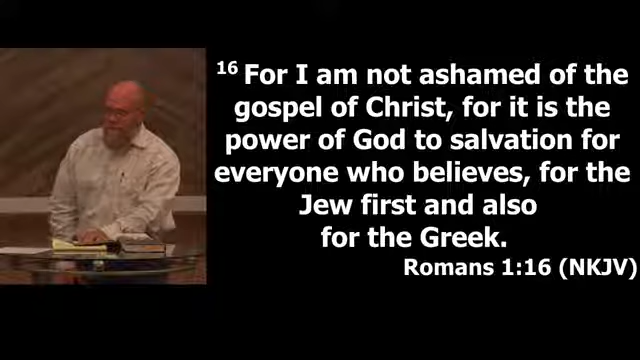 16 For I am not ashamed of the
gospel of Christ, for it is the
power of God to salvation for
everyone who believes, for the
Jew first and also
for the Greek.
Romans 1:16 (NKJV)